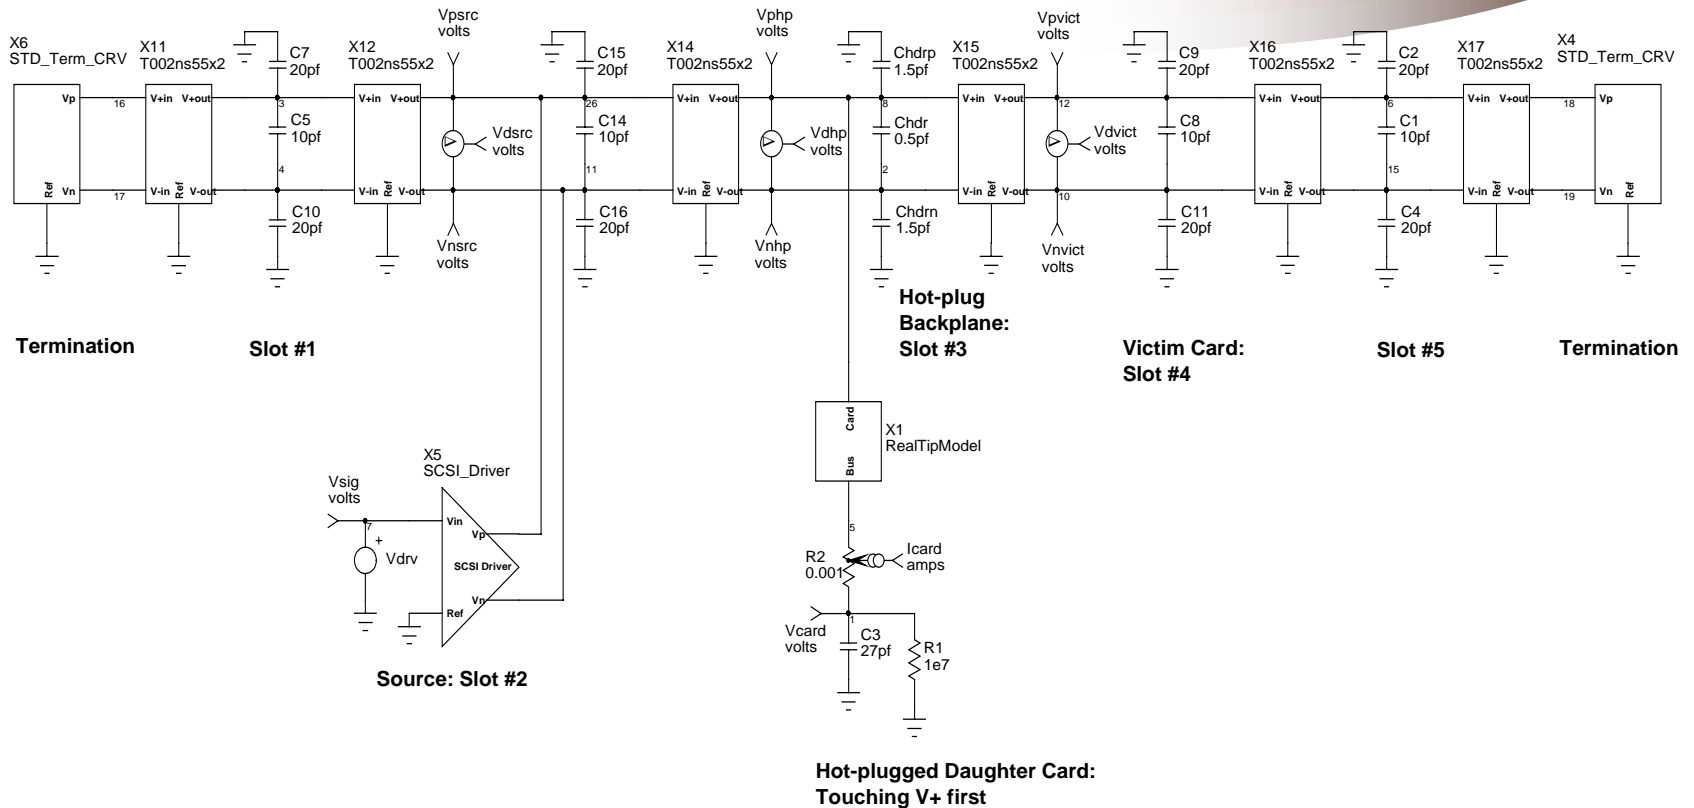 X6
STD_Term_CRV
Vp
Vn
Ref
16
17
X11
T002ns55x2
V+in
V+out
V-in
V-out
Ref
C7
20pf
3
C5
10pf
4
C10
20pf
X12
T002ns55x2
V+in
V+out
V-in
V-out
Ref
Vpsrc
volts
Vdsrc
volts
Vnsrc
volts
C15
20pf
26
C14
10pf
11
C16
20pf
X14
T002ns55x2
V+in
V+out
V-in
V-out
Ref
Vphp
volts
Vdhp
volts
Vnhp
volts
Chdrp
1.5pf
8
Chdr
0.5pf
2
Chdrn
1.5pf
X15
T002ns55x2
V+in
V+out
V-in
V-out
Ref
Vpvict
volts
12
Vdvict
volts
10
Vnvict
volts
C9
20pf
C8
10pf
C11
20pf
X16
T002ns55x2
V+in
V+out
V-in
V-out
Ref
C2
20pf
6
C1
10pf
15
C4
20pf
X17
T002ns55x2
V+in
V+out
V-in
V-out
Ref
18
19
X4
STD_Term_CRV
Vp
Vn
Ref
Termination
Slot #1
Hot-plug
Backplane:
Slot #3
Victim Card:
Slot #4
Slot #5
Termination
X5
SCSI_Driver
Vsig
volts
7
+
Vdrv
Vin
Vp
SCSI Driver
Vn
Ref
Source: Slot #2
Card
Bus
X1
RealTipModel
5
R2
0.001
Icard
amps
Vcard
volts
1
C3
27pf
R1
1e7
Hot-plugged Daughter Card:
Touching V+ first